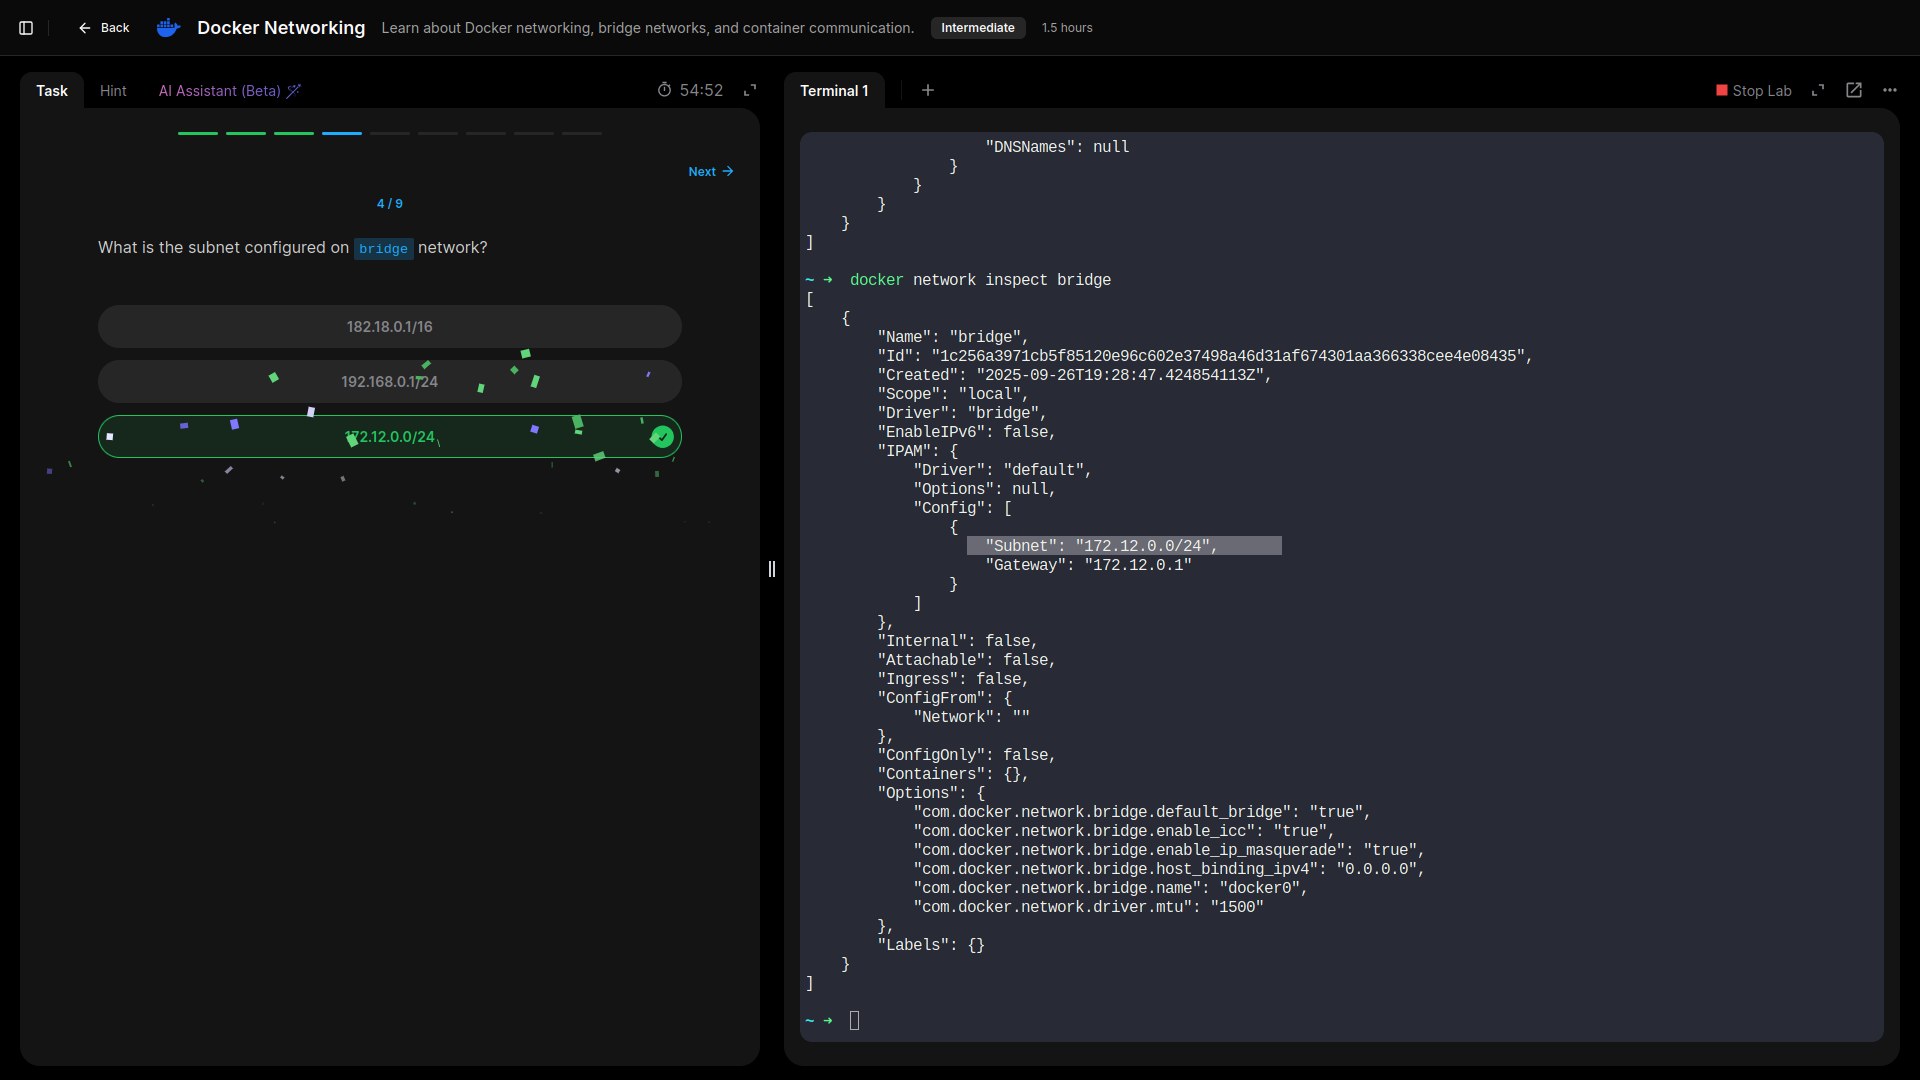 Back
Docker Networking
Learn about Docker networking, bridge networks, and container communication.
Intermediate
1.5 hours
Task
Hint
AI Assistant (Beta)
54:52
Next
4 / 9
What is the subnet configured on bridge network?
182.18.0.1/16
192.168.0.1/24
172.12.0.0/24
Terminal 1
Stop Lab
"DNSNames": null
}
}
}
}
]
~ ➜ docker network inspect bridge
[
{
"Name": "bridge",
"Id": "1c256a3971cb5f85120e96c602e37498a46d31af674301aa366338cee4e08435",
"Created": "2025-09-26T19:28:47.424854113Z",
"Scope": "local",
"Driver": "bridge",
"EnableIPv6": false,
"IPAM": {
"Driver": "default",
"Options": null,
"Config": [
{
"Subnet": "172.12.0.0/24",
"Gateway": "172.12.0.1"
}
]
},
"Internal": false,
"Attachable": false,
"Ingress": false,
"ConfigFrom": {
"Network": ""
},
"ConfigOnly": false,
"Containers": {},
"Options": {
"com.docker.network.bridge.default_bridge": "true",
"com.docker.network.bridge.enable_icc": "true",
"com.docker.network.bridge.enable_ip_masquerade": "true",
"com.docker.network.bridge.host_binding_ipv4": "0.0.0.0",
"com.docker.network.bridge.name": "docker0",
"com.docker.network.driver.mtu": "1500"
},
"Labels": {}
}
]
~ ➜